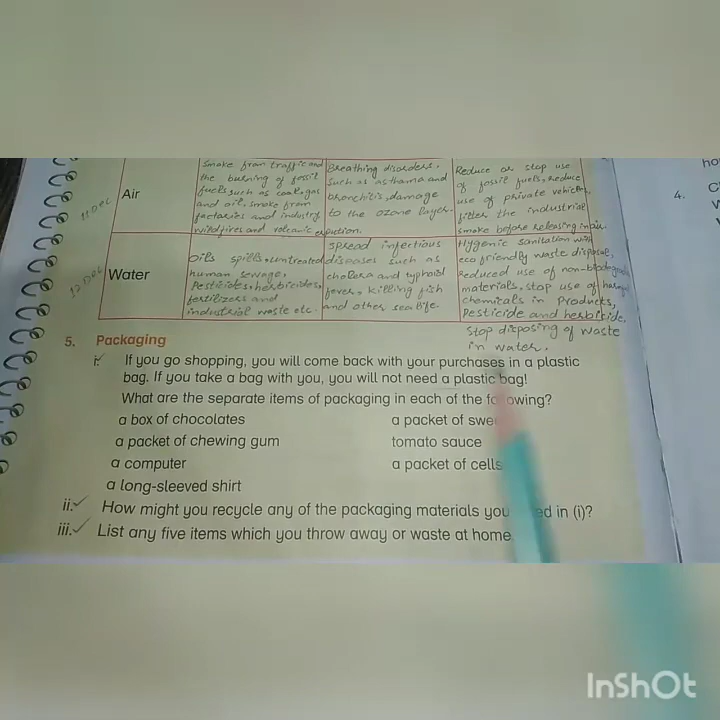 11 Dec
Air
Smoke from traffic and
the burning of fossil
fuels, such as coal, gas
and oil, smoke from
factories and industry
wildfires and volcanic eruption.
Breathing disorders,
such as asthama and
bronchitis, damage
to the ozone layer.
Reduce or stop use
of fossil fuels, Reduce
use of private vehicles,
filter the industrial
smoke before releasing in air.
12 Dec
Water
Oils spills, untreated
human sewage,
Pesticides, herbicides,
fertilizers and
industrial waste etc.
spread infectious
diseases such as
cholera and typhoid
fever, killing fish
and other sea life.
Hygenic sanitation with
eco friendly waste disposal,
Reduced use of
materials, stop use of
chemicals in Products,
Pesticide and herbicide,
stop disposing of waste
in water.
5. Packaging
i. If you go shopping, you will come back with your purchases in a plastic
bag. If you take a bag with you, you will not need a plastic bag!
What are the separate items of packaging in each of the following?
a box of chocolates
a packet of
a packet of chewing gum
tomato sauce
a computer
a packet of cells
a long-sleeved shirt
ii. How might you recycle any of the packaging materials you in (i)?
iii. List any five items which you throw away or waste at home
4.
InShOt